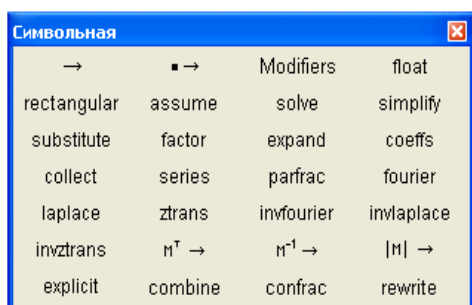 Символьная
→ ▪ → Modifiers float
rectangular assume solve simplify
substitute factor expand coeffs
collect series parfrac fourier
laplace ztrans invfourier invlaplace
invztrans Mᵀ → M⁻¹ → |M| →
explicit combine confrac rewrite